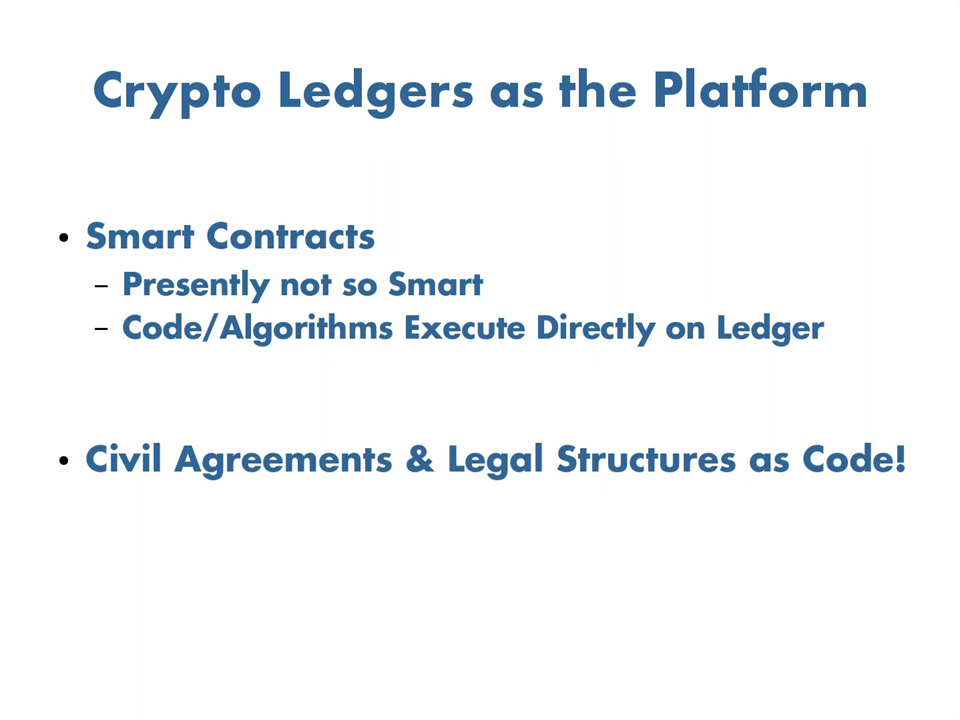 Crypto Ledgers as the Platform
• Smart Contracts
– Presently not so Smart
– Code/Algorithms Execute Directly on Ledger
• Civil Agreements & Legal Structures as Code!